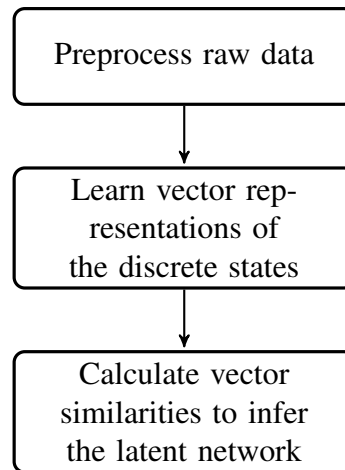 Preprocess raw data
Learn vector rep-
resentations of
the discrete states
Calculate vector
similarities to infer
the latent network